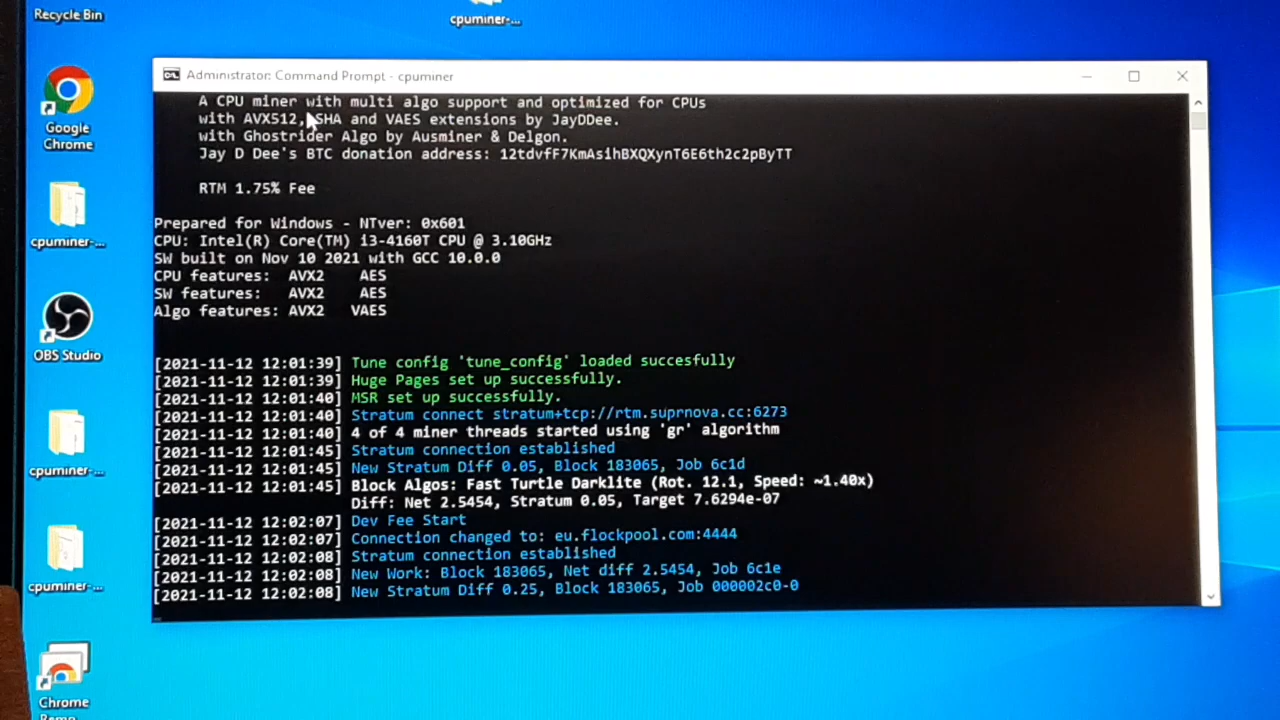 Recycle Bin
cpuminer-...
Google
Chrome
cpuminer-...
OBS Studio
cpuminer-...
cpuminer-...
Chrome
Administrator: Command Prompt - cpuminer
A CPU miner with multi algo support and optimized for CPUs
with AVX512, SHA and VAES extensions by JayDDee.
with Ghostrider Algo by Ausminer & Delgon.
Jay D Dee's BTC donation address: 12tdvfF7KmAsihBXQXynT6E6th2c2pByTT
RTM 1.75% Fee
Prepared for Windows - NTver: 0x601
CPU: Intel(R) Core(TM) i3-4160T CPU @ 3.10GHz
SW built on Nov 10 2021 with GCC 10.0.0
CPU features: AVX2 AES
SW features: AVX2 AES
Algo features: AVX2 VAES
[2021-11-12 12:01:39] Tune config 'tune_config' loaded succesfully
[2021-11-12 12:01:39] Huge Pages set up successfully.
[2021-11-12 12:01:40] MSR set up successfully.
[2021-11-12 12:01:40] Stratum connect stratum+tcp://rtm.suprnova.cc:6273
[2021-11-12 12:01:40] 4 of 4 miner threads started using 'gr' algorithm
[2021-11-12 12:01:45] Stratum connection established
[2021-11-12 12:01:45] New Stratum Diff 0.05, Block 183065, Job 6c1d
[2021-11-12 12:01:45] Block Algos: Fast Turtle Darklite (Rot. 12.1, Speed: ~1.40x)
Diff: Net 2.5454, Stratum 0.05, Target 7.6294e-07
[2021-11-12 12:02:07] Dev Fee Start
[2021-11-12 12:02:07] Connection changed to: eu.flockpool.com:4444
[2021-11-12 12:02:08] Stratum connection established
[2021-11-12 12:02:08] New Work: Block 183065, Net diff 2.5454, Job 6c1e
[2021-11-12 12:02:08] New Stratum Diff 0.25, Block 183065, Job 000002c0-0